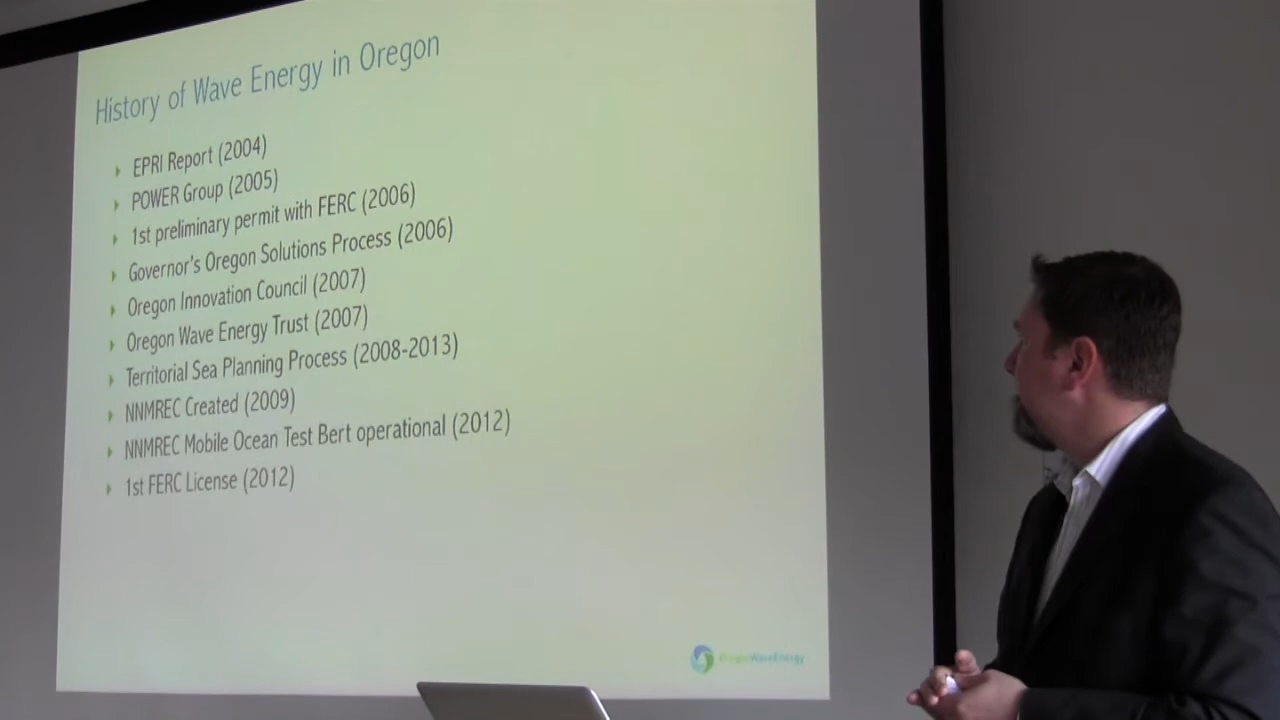 History of Wave Energy in Oregon
EPRI Report (2004)
POWER Group (2005)
1st preliminary permit with FERC (2006)
Governor's Oregon Solutions Process (2006)
Oregon Innovation Council (2007)
Oregon Wave Energy Trust (2007)
Territorial Sea Planning Process (2008-2013)
NNMREC Created (2009)
NNMREC Mobile Ocean Test Bert operational (2012)
1st FERC License (2012)
OregonWaveEnergy